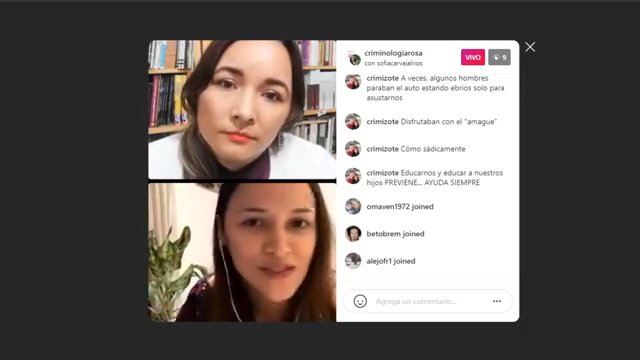 criminologiarosa
con sofiacarvajalrios
VIVO
9
crimizote A veces, algunos hombres
paraban el auto estando ebrios solo para
asustarnos
crimizote Disfrutaban con el "amague"
crimizote Cómo sádicamente
crimizote Educarnos y educar a nuestros
hijos PREVIENE... AYUDA SIEMPRE
omaven1972 joined
betobrem joined
alejofr1 joined
Agrega un comentario...